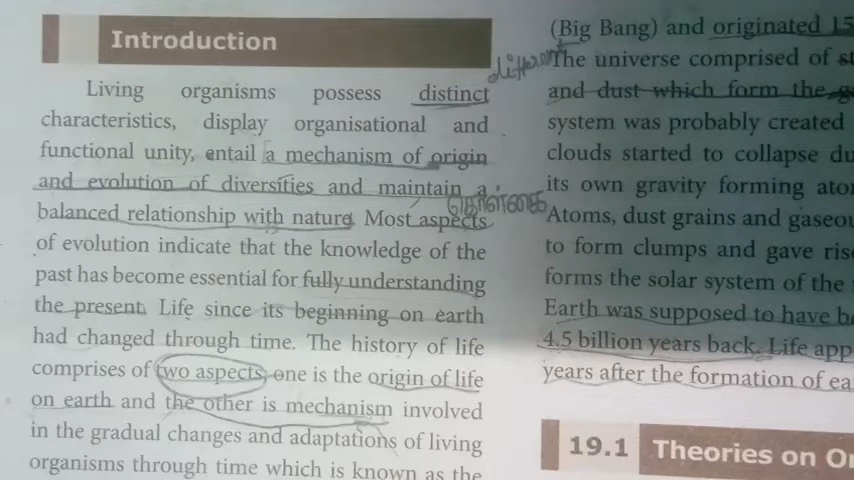 Introduction
Living organisms possess distinct
characteristics, display organisational and
functional unity, entail a mechanism of origin
and evolution of diversities and maintain a
balanced relationship with nature. Most aspects
of evolution indicate that the knowledge of the
past has become essential for fully understanding
the present. Life since its beginning on earth
had changed through time. The history of life
comprises of two aspects, one is the origin of life
on earth and the other is mechanism involved
in the gradual changes and adaptations of living
organisms through time which is known as the
different
(Big Bang) and originated 15
The universe comprised of
and dust which form the
system was probably created
clouds started to collapse du
its own gravity forming ato
Atoms, dust grains and gaseou
to form clumps and gave rise
forms the solar system of the
Earth was supposed to have be
4.5 billion years back. Life app
years after the formation of ea
19.1 Theories on Or